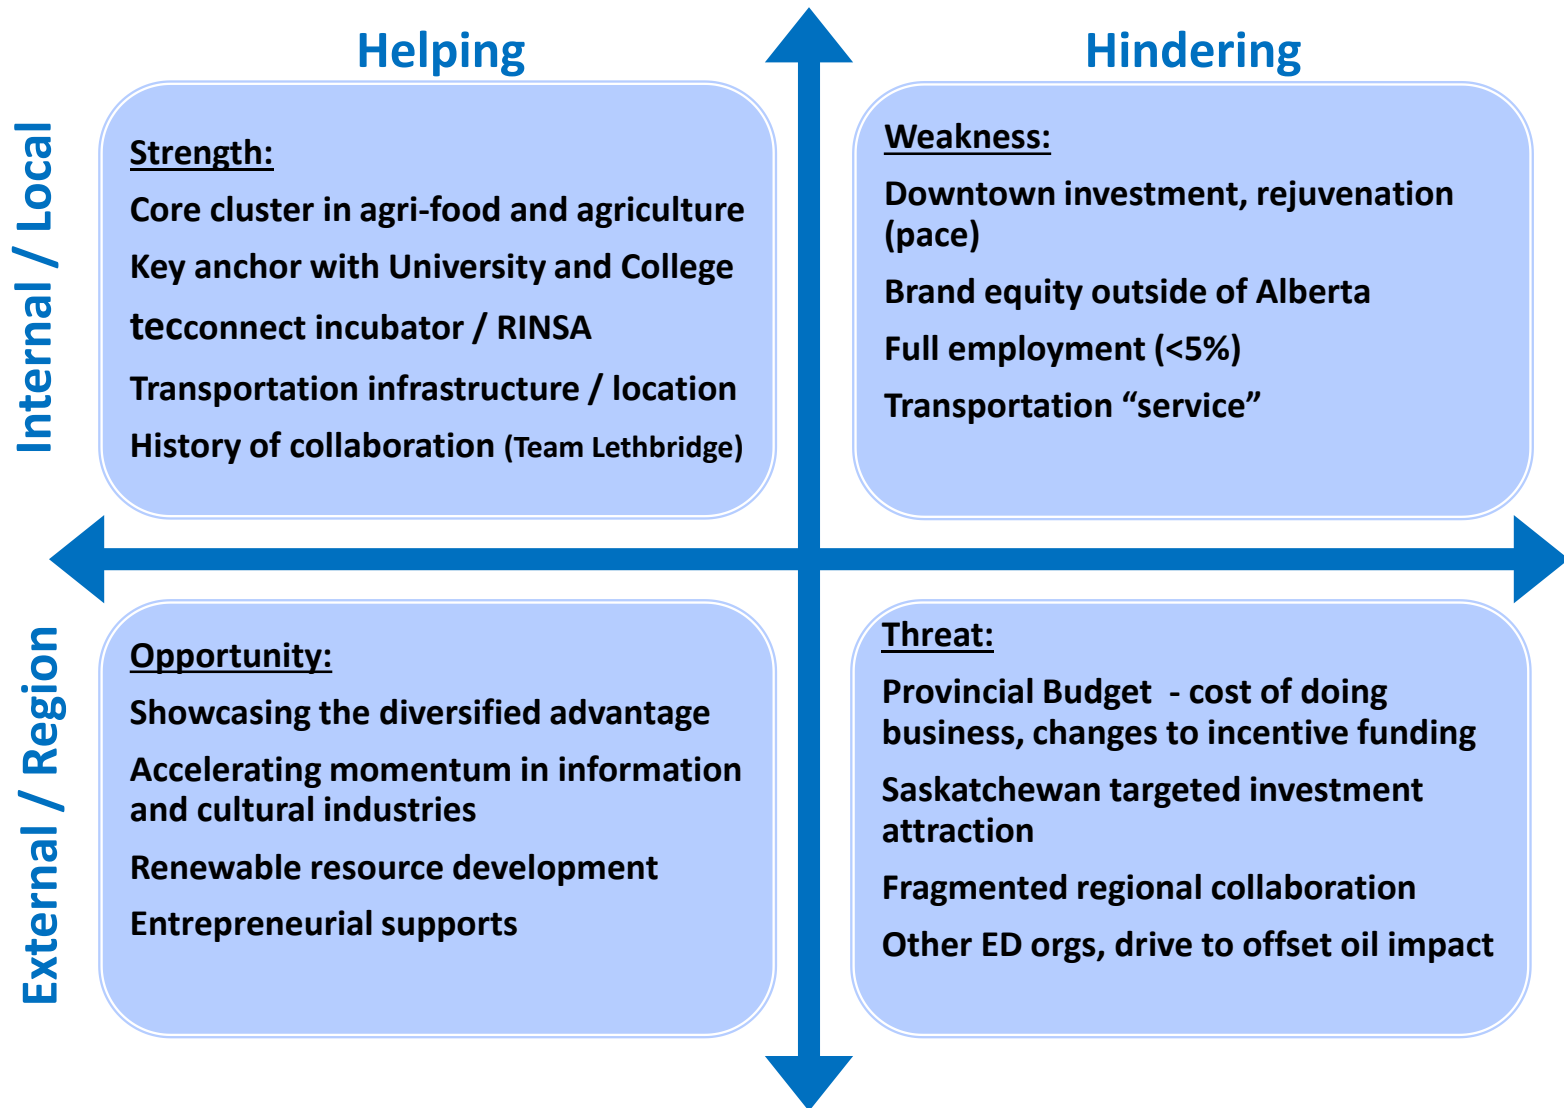 Helping
Hindering
Internal / Local
Strength:
Core cluster in agri-food and agriculture
Key anchor with University and College
tecconnect incubator / RINSA
Transportation infrastructure / location
History of collaboration (Team Lethbridge)
Weakness:
Downtown investment, rejuvenation
(pace)
Brand equity outside of Alberta
Full employment (<5%)
Transportation “service”
External / Region
Opportunity:
Showcasing the diversified advantage
Accelerating momentum in information
and cultural industries
Renewable resource development
Entrepreneurial supports
Threat:
Provincial Budget  - cost of doing
business, changes to incentive funding
Saskatchewan targeted investment
attraction
Fragmented regional collaboration
Other ED orgs, drive to offset oil impact